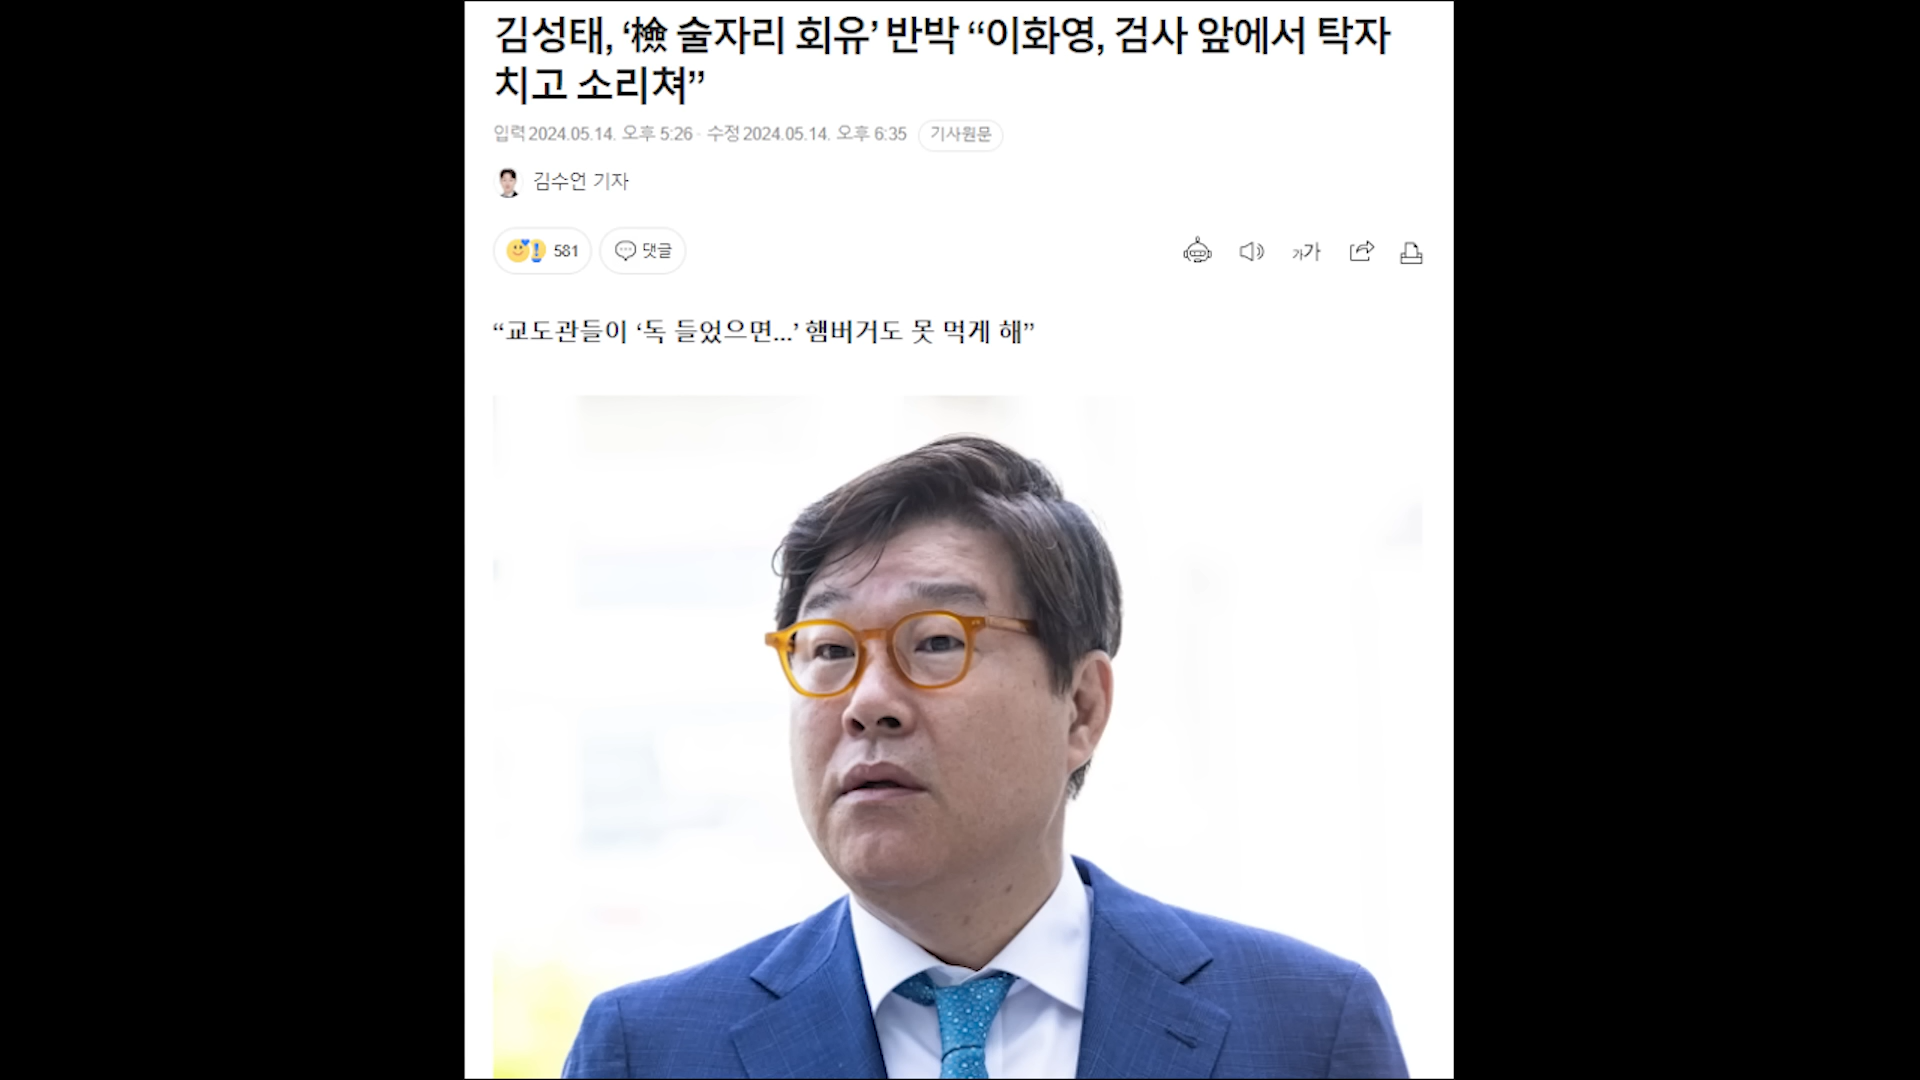 김성태, ‘檢 술자리 회유’ 반박 “이화영, 검사 앞에서 탁자
치고 소리쳐”
입력 2024.05.14. 오후 5:26 · 수정 2024.05.14. 오후 6:35 기사원문
김수언 기자
581 댓글 가가
“교도관들이 ‘독 들었으면...’ 햄버거도 못 먹게 해”